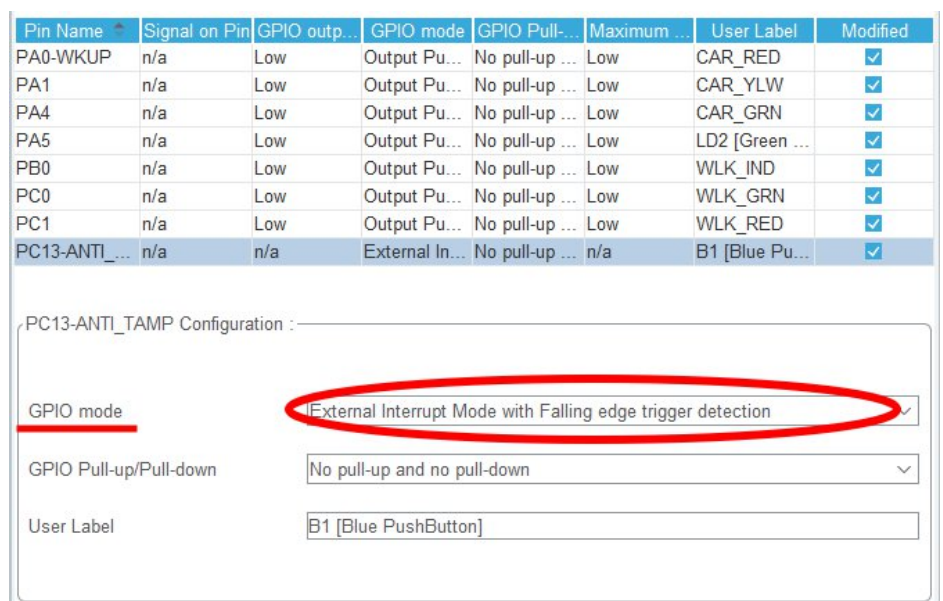 Pin Name Signal on Pin GPIO outp... GPIO mode GPIO Pull-... Maximum ... User Label Modified
PA0-WKUP n/a Low Output Pu... No pull-up ... Low CAR_RED
PA1 n/a Low Output Pu... No pull-up ... Low CAR_YLW
PA4 n/a Low Output Pu... No pull-up ... Low CAR_GRN
PA5 n/a Low Output Pu... No pull-up ... Low LD2 [Green ...
PB0 n/a Low Output Pu... No pull-up ... Low WLK_IND
PC0 n/a Low Output Pu... No pull-up ... Low WLK_GRN
PC1 n/a Low Output Pu... No pull-up ... Low WLK_RED
PC13-ANTI_... n/a n/a External In... No pull-up ... n/a B1 [Blue Pu...
PC13-ANTI_TAMP Configuration :
GPIO mode External Interrupt Mode with Falling edge trigger detection
GPIO Pull-up/Pull-down No pull-up and no pull-down
User Label B1 [Blue PushButton]